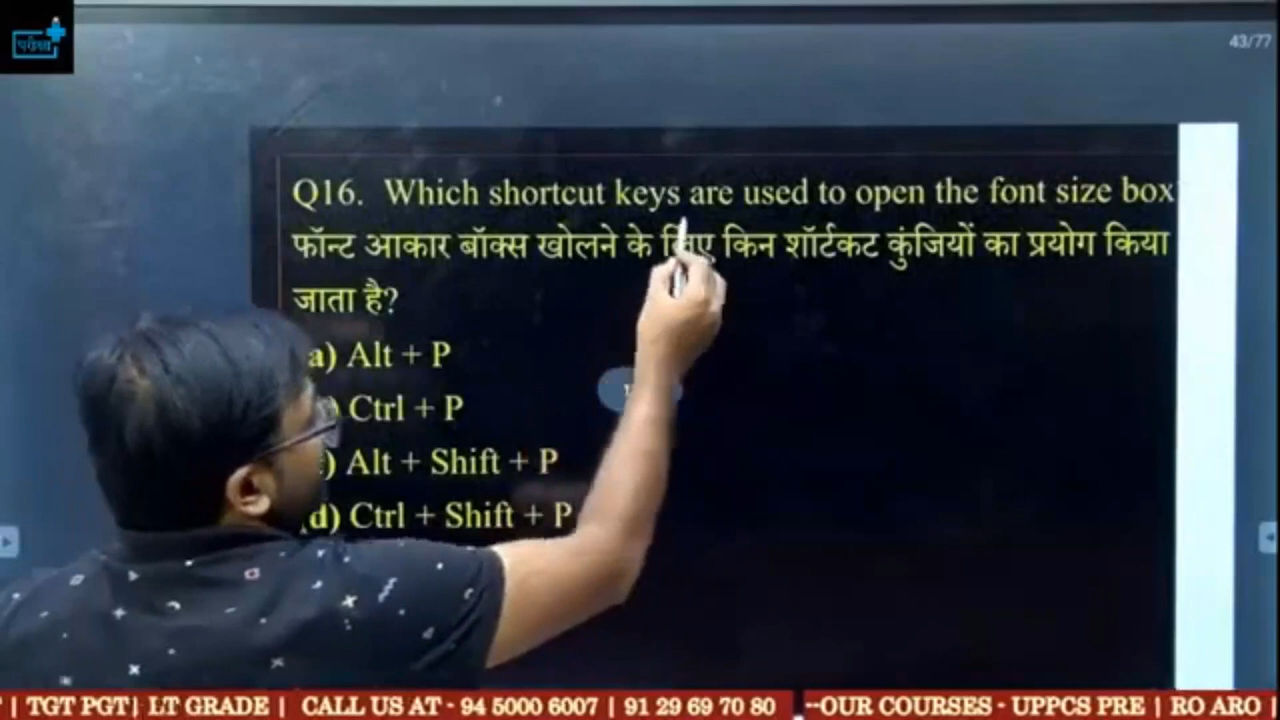 परीक्षा
43/77
Q16. Which shortcut keys are used to open the font size box
फॉन्ट आकार बॉक्स खोलने के लिए किन शॉर्टकट कुंजियों का प्रयोग किया
जाता है?
a) Alt + P
) Ctrl + P
) Alt + Shift + P
(d) Ctrl + Shift + P
| TGT PGT| LT GRADE | CALL US AT - 94 5000 6007 | 91 29 69 70 80 --OUR COURSES - UPPCS PRE | RO ARO |